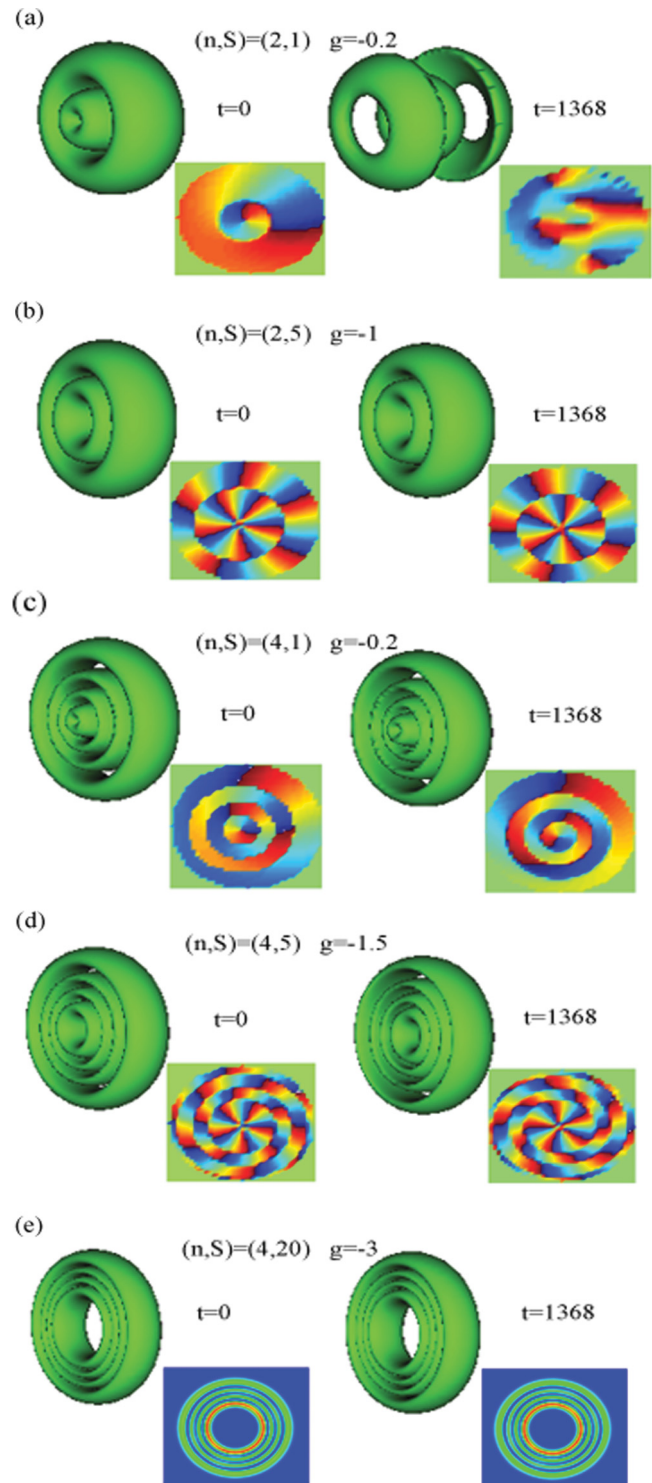 (a)
(n,S)=(2,1) g=-0.2
t=0 t=1368
(b)
(n,S)=(2,5) g=-1
t=0 t=1368
(c)
(n,S)=(4,1) g=-0.2
t=0 t=1368
(d)
(n,S)=(4,5) g=-1.5
t=0 t=1368
(e)
(n,S)=(4,20) g=-3
t=0 t=1368